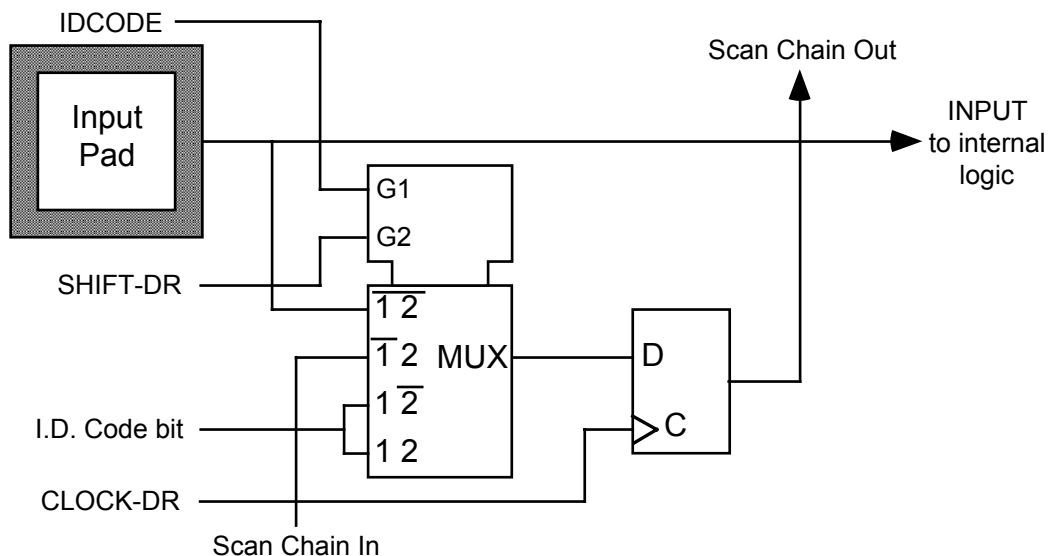 IDCODE
Scan Chain Out
Input
Pad
INPUT
to internal
logic
G1
G2
SHIFT-DR
1̅ 2̅
1̅ 2
MUX
D
1 2̅
I.D. Code bit
1 2
C
CLOCK-DR
Scan Chain In